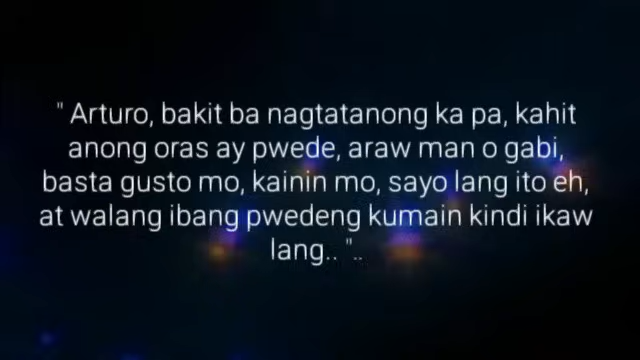 " Arturo, bakit ba nagtatanong ka pa, kahit
anong oras ay pwede, araw man o gabi,
basta gusto mo, kainin mo, sayo lang ito eh,
at walang ibang pwedeng kumain kindi ikaw
lang.. "..